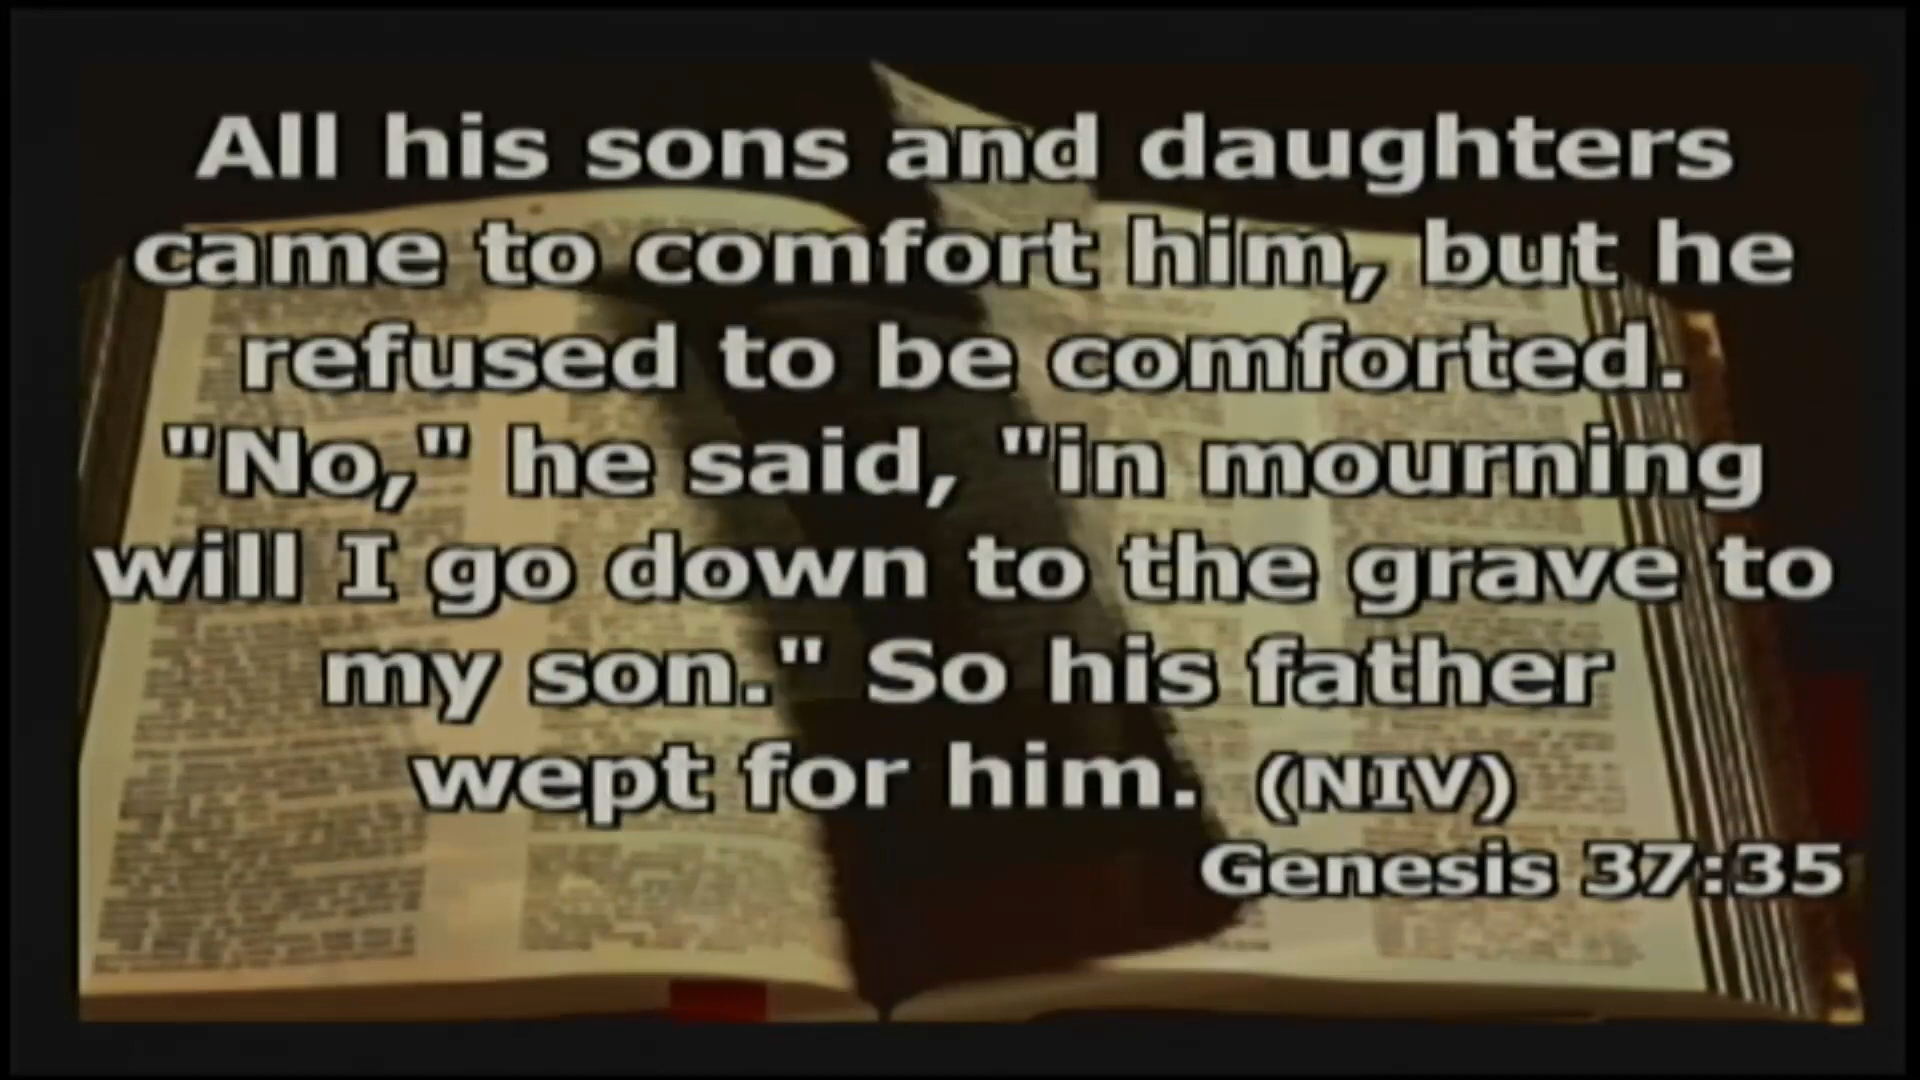 All his sons and daughters
came to comfort him, but he
refused to be comforted.
"No," he said, "in mourning
will I go down to the grave to
my son." So his father
wept for him. (NIV)
Genesis 37:35